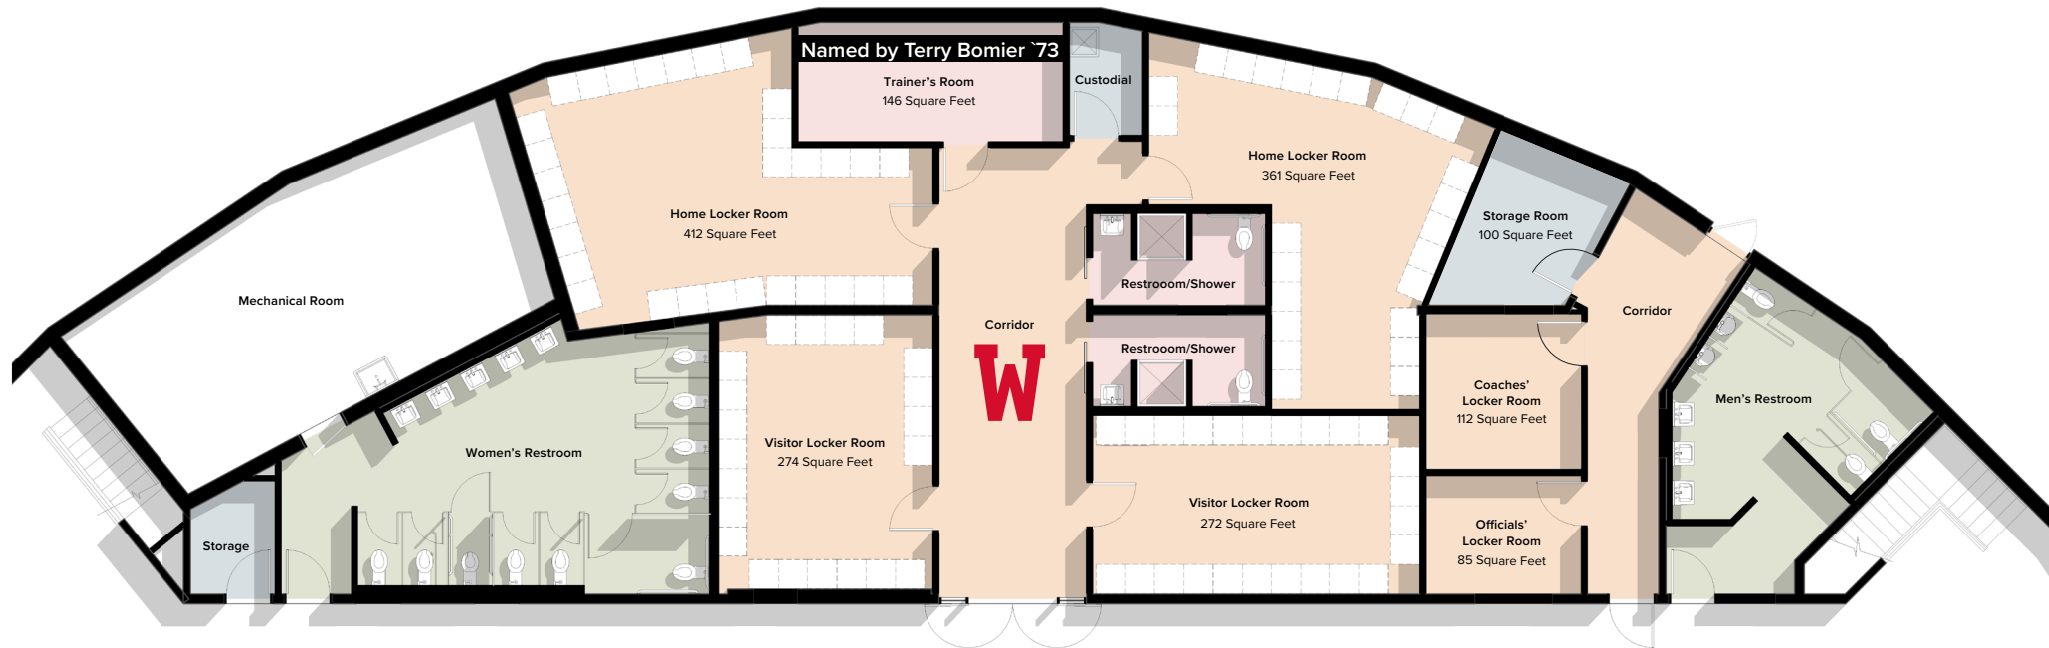 Named by Terry Bomier `73
Trainer's Room
146 Square Feet
Custodial
Home Locker Room
361 Square Feet
Home Locker Room
412 Square Feet
Storage Room
100 Square Feet
Mechanical Room
Restrooom/Shower
Corridor
Corridor
W
Restrooom/Shower
Coaches'
Locker Room
112 Square Feet
Men's Restroom
Women's Restroom
Visitor Locker Room
274 Square Feet
Visitor Locker Room
272 Square Feet
Officials'
Locker Room
85 Square Feet
Storage